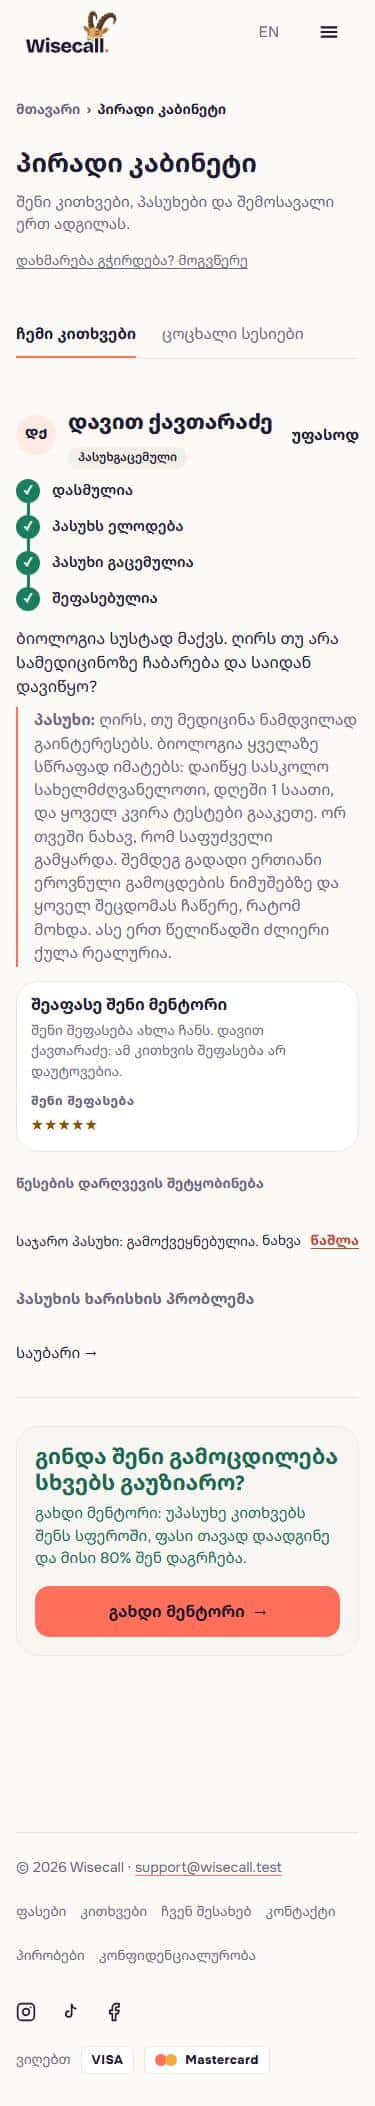 Wisecall.
EN
მთავარი › პირადი კაბინეტი
პირადი კაბინეტი
შენი კითხვები, პასუხები და შემოსავალი
ერთ ადგილას.
დახმარება გჭირდება? მოგვწერე
ჩემი კითხვები
ცოცხალი სესიები
დქ
დავით ქავთარაძე
უფასოდ
პასუხგაცემული
დასმულია
პასუხს ელოდება
პასუხი გაცემულია
შეფასებულია
ბიოლოგია სუსტად მაქვს. ღირს თუ არა
სამედიცინოზე ჩაბარება და საიდან
დავიწყო?
პასუხი: ღირს, თუ მედიცინა ნამდვილად
გაინტერესებს. ბიოლოგია ყველაზე
სწრაფად იმატებს: დაიწყე სასკოლო
სახელმძღვანელოთი, დღეში 1 საათი,
და ყოველ კვირა ტესტები გააკეთე. ორ
თვეში ნახავ, რომ საფუძველი
გამყარდა. შემდეგ გადადი ერთიანი
ეროვნული გამოცდების ნიმუშებზე და
ყოველ შეცდომას ჩაწერე, რატომ
მოხდა. ასე ერთ წელიწადში ძლიერი
ქულა რეალურია.
შეაფასე შენი მენტორი
შენი შეფასება ახლა ჩანს. დავით
ქავთარაძე: ამ კითხვის შეფასება არ
დაუტოვებია.
შენი შეფასება
★★★★★
წესების დარღვევის შეტყობინება
საჯარო პასუხი: გამოქვეყნებულია. ნახვა წაშლა
პასუხის ხარისხის პრობლემა
საუბარი →
გინდა შენი გამოცდილება
სხვებს გაუზიარო?
გახდი მენტორი: უპასუხე კითხვებს
შენს სფეროში, ფასი თავად დაადგინე
და მისი 80% შენ დაგრჩება.
გახდი მენტორი →
© 2026 Wisecall · support@wisecall.test
ფასები კითხვები ჩვენ შესახებ კონტაქტი
პირობები კონფიდენციალურობა
ვიღებთ VISA Mastercard